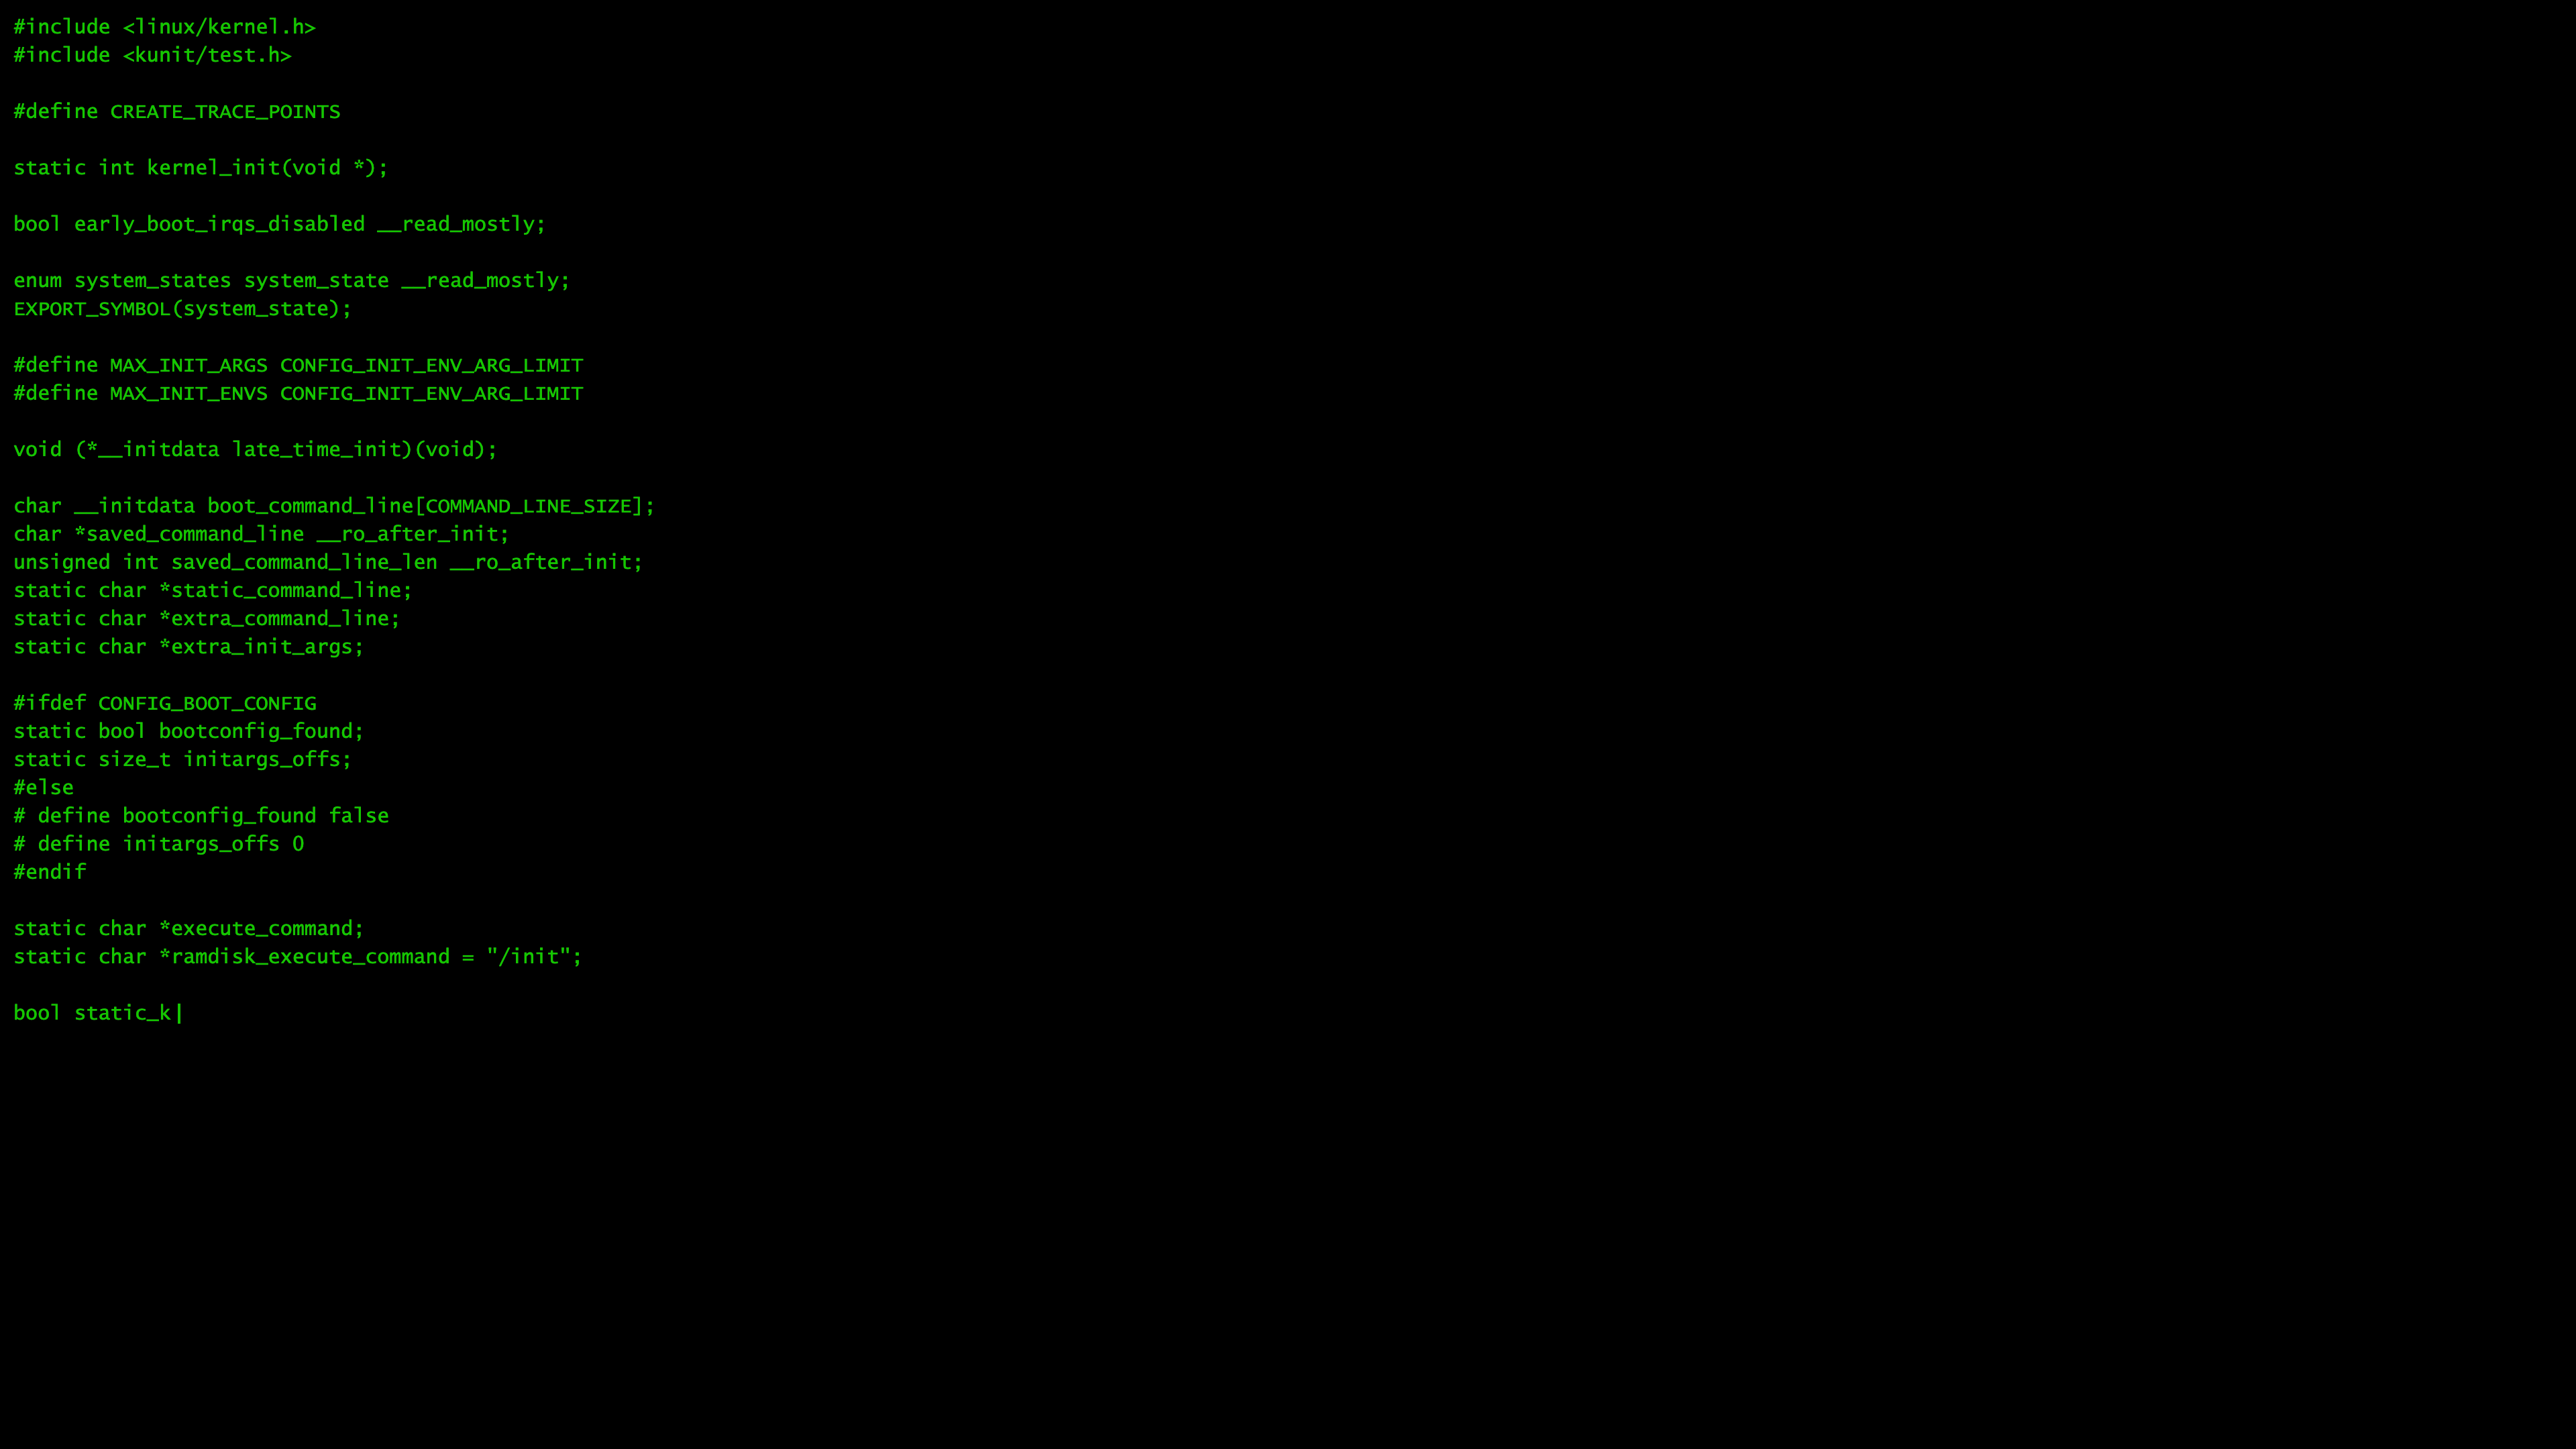 #include <linux/kernel.h>
#include <kunit/test.h>

#define CREATE_TRACE_POINTS

static int kernel_init(void *);

bool early_boot_irqs_disabled __read_mostly;

enum system_states system_state __read_mostly;
EXPORT_SYMBOL(system_state);

#define MAX_INIT_ARGS CONFIG_INIT_ENV_ARG_LIMIT
#define MAX_INIT_ENVS CONFIG_INIT_ENV_ARG_LIMIT

void (*__initdata late_time_init)(void);

char __initdata boot_command_line[COMMAND_LINE_SIZE];
char *saved_command_line __ro_after_init;
unsigned int saved_command_line_len __ro_after_init;
static char *static_command_line;
static char *extra_command_line;
static char *extra_init_args;

#ifdef CONFIG_BOOT_CONFIG
static bool bootconfig_found;
static size_t initargs_offs;
#else
# define bootconfig_found false
# define initargs_offs 0
#endif

static char *execute_command;
static char *ramdisk_execute_command = "/init";

bool static_k|